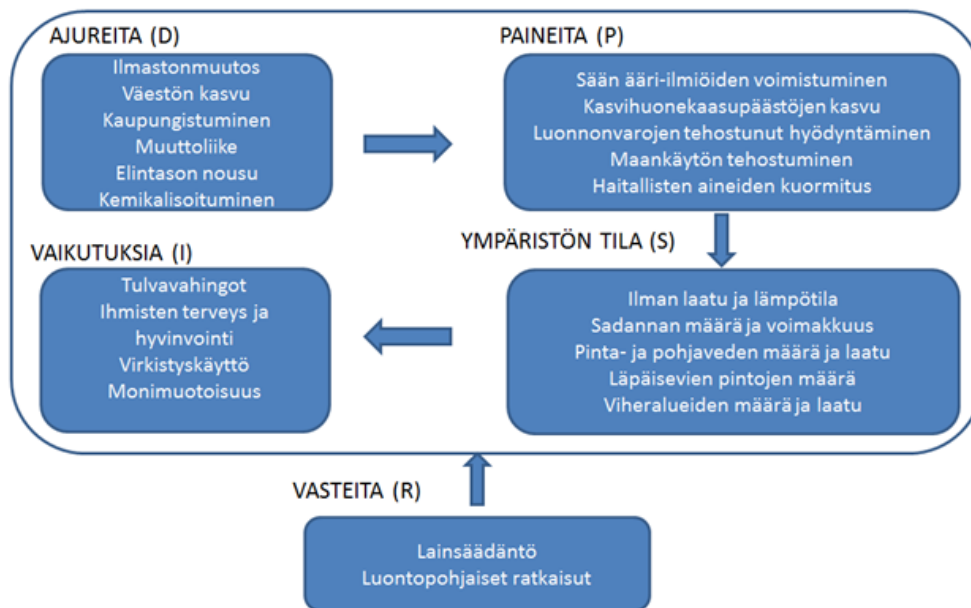 AJUREITA (D)
Ilmastonmuutos
Väestön kasvu
Kaupungistuminen
Muuttoliike
Elintason nousu
Kemikalisoituminen
PAINEITA (P)
Sään ääri-ilmiöiden voimistuminen
Kasvihuonekaasupäästöjen kasvu
Luonnonvarojen tehostunut hyödyntäminen
Maankäytön tehostuminen
Haitallisten aineiden kuormitus
YMPÄRISTÖN TILA (S)
Ilman laatu ja lämpötila
Sadannan määrä ja voimakkuus
Pinta- ja pohjaveden määrä ja laatu
Läpäisevien pintojen määrä
Viheralueiden määrä ja laatu
VAIKUTUKSIA (I)
Tulvavahingot
Ihmisten terveys ja
hyvinvointi
Virkistyskäyttö
Monimuotoisuus
VASTEITA (R)
Lainsäädäntö
Luontopohjaiset ratkaisut